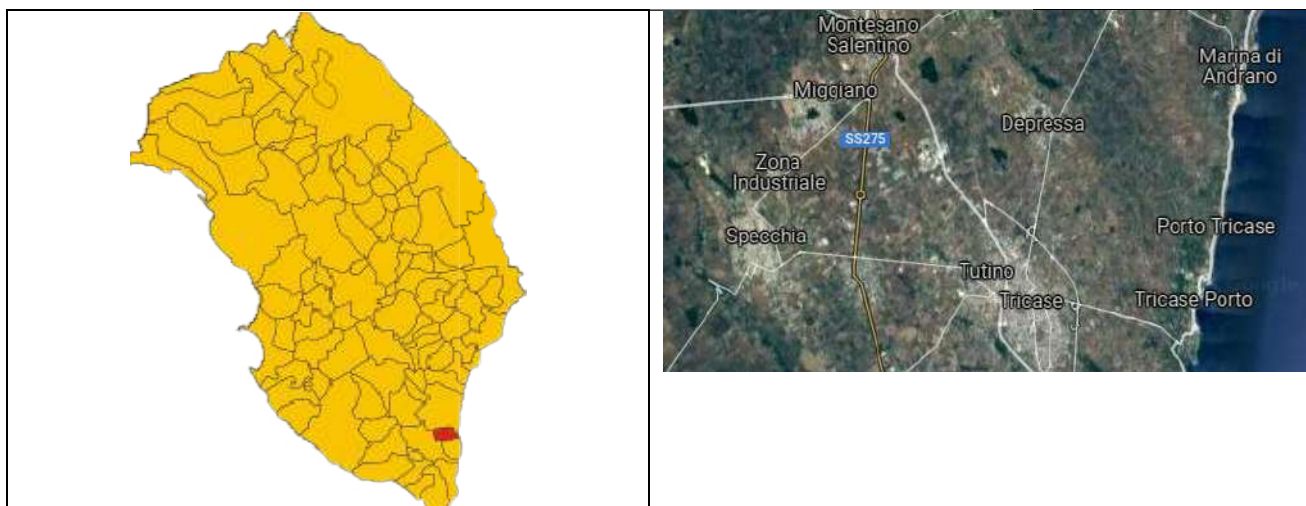 Montesano
Salentino
Marina di
Andrano
Miggiano
Depressa
SS275
Zona
Industriale
Porto Tricase
Specchia
Tutino
Tricase
Tricase Porto